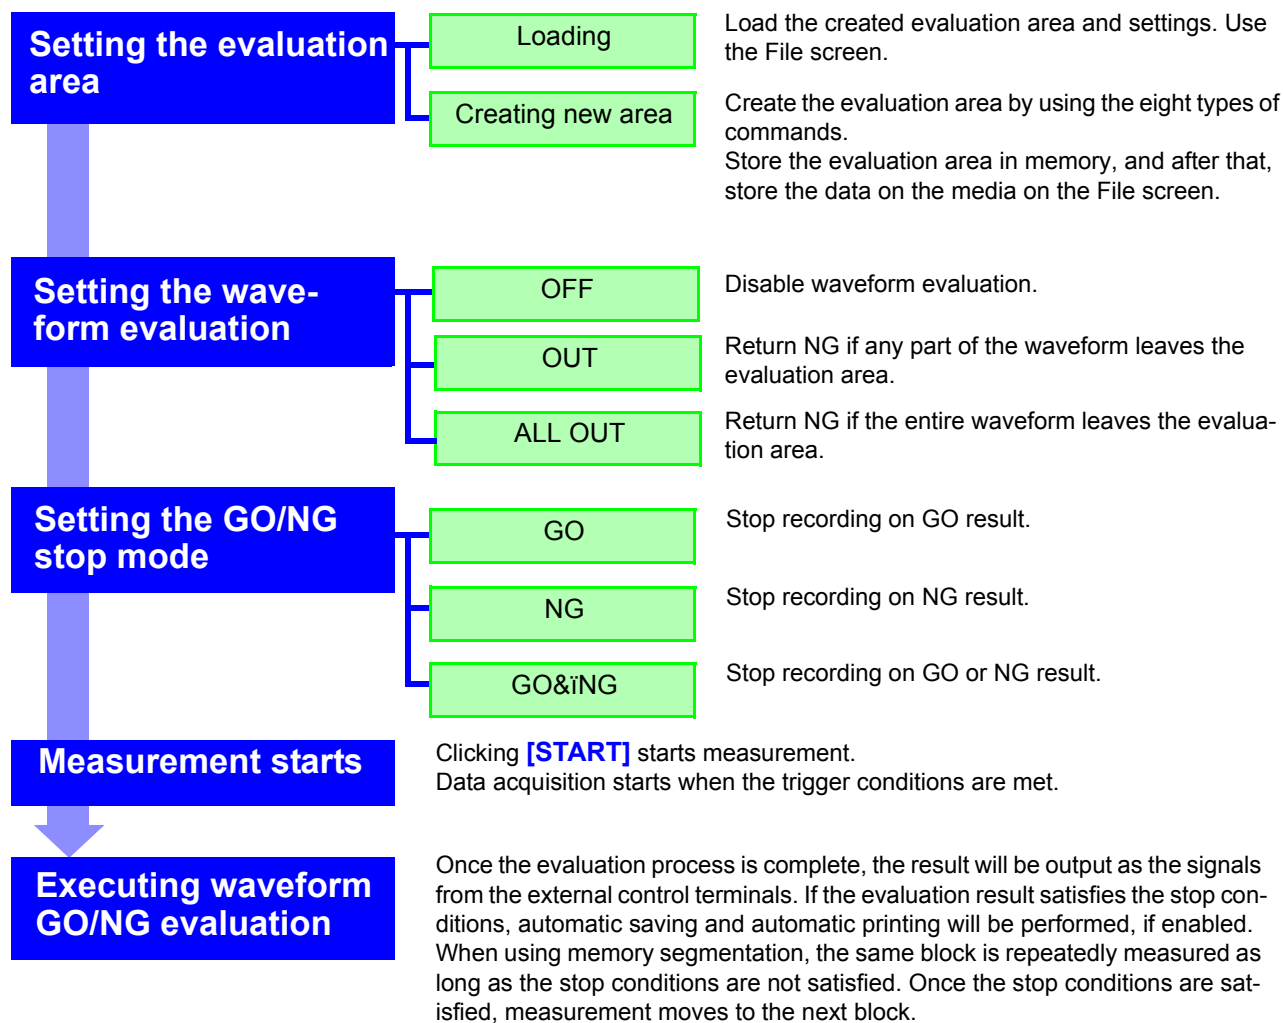 Setting the evaluation
area
Loading
Load the created evaluation area and settings. Use
the File screen.
Creating new area
Create the evaluation area by using the eight types of
commands.
Store the evaluation area in memory, and after that,
store the data on the media on the File screen.
Setting the wave-
form evaluation
OFF
Disable waveform evaluation.
OUT
Return NG if any part of the waveform leaves the
evaluation area.
ALL OUT
Return NG if the entire waveform leaves the evalua-
tion area.
Setting the GO/NG
stop mode
GO
Stop recording on GO result.
NG
Stop recording on NG result.
GO&ïNG
Stop recording on GO or NG result.
Measurement starts
Clicking [START] starts measurement.
Data acquisition starts when the trigger conditions are met.
Executing waveform
GO/NG evaluation
Once the evaluation process is complete, the result will be output as the signals
from the external control terminals. If the evaluation result satisfies the stop con-
ditions, automatic saving and automatic printing will be performed, if enabled.
When using memory segmentation, the same block is repeatedly measured as
long as the stop conditions are not satisfied. Once the stop conditions are sat-
isfied, measurement moves to the next block.